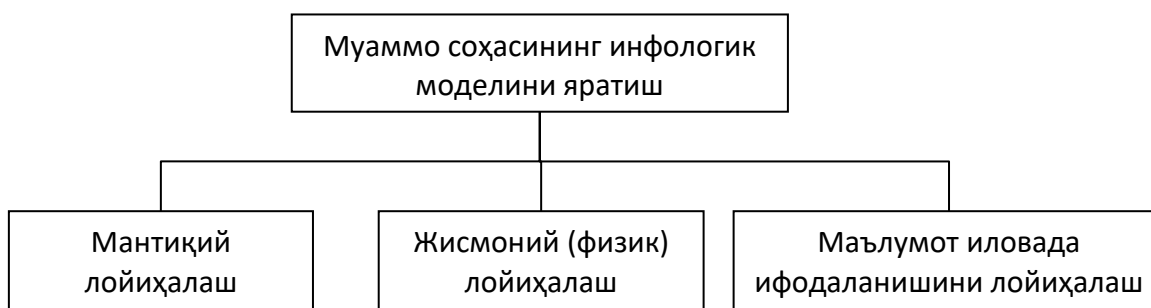 Муаммо соҳасининг инфологик
моделини яратиш
Мантиқий
лойиҳалаш
Жисмоний (физик)
лойиҳалаш
Маълумот иловада
ифодаланишини лойиҳалаш